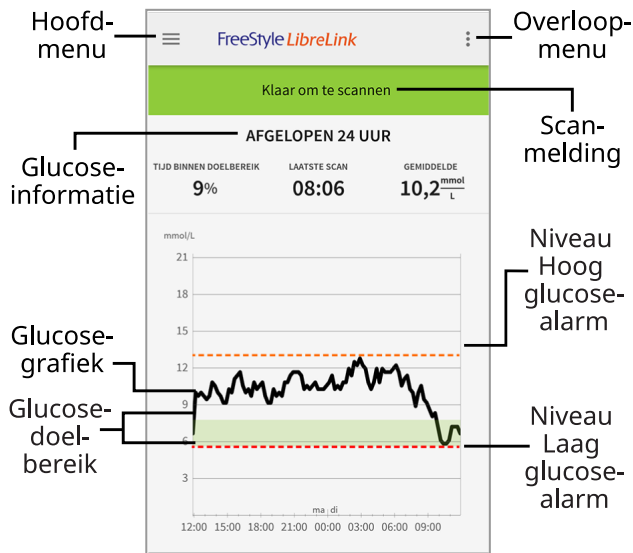 Hoofd-
menu
FreeStyle LibreLink
Overloop-
menu
Klaar om te scannen
Scan-
melding
AFGELOPEN 24 UUR
Glucose-
informatie
TIJD BINNEN DOELBEREIK
9%
LAATSTE SCAN
08:06
GEMIDDELDE
10,2 mmol
L
mmol/L
21
18
15
12
9
6
3
Niveau
Hoog
glucose-
alarm
Glucose-
grafiek
Glucose-
doel-
bereik
Niveau
Laag
glucose-
alarm
ma di
12:00 15:00 18:00 21:00 00:00 03:00 06:00 09:00